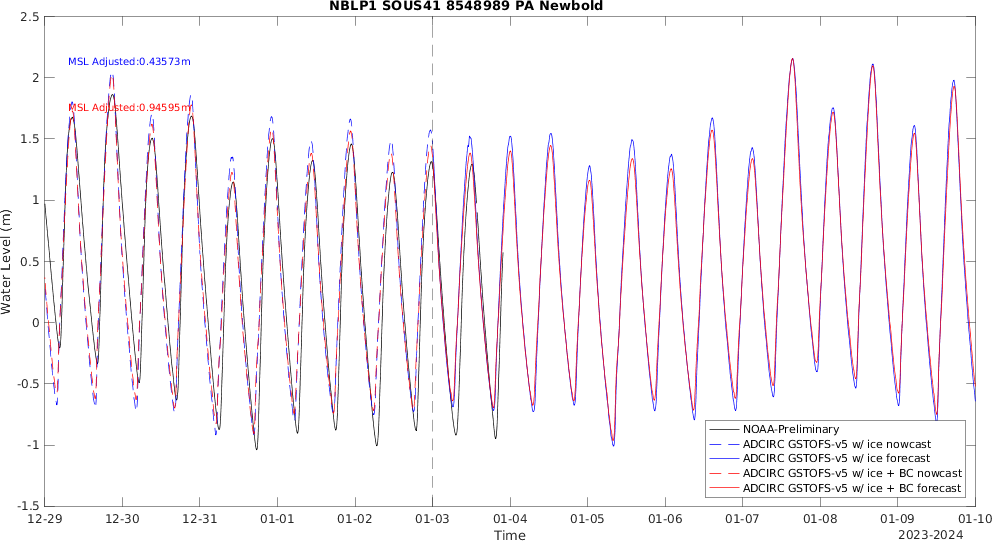 NBLP1 SOUS41 8548989 PA Newbold
2.5
2
1.5
1
0.5
0
-0.5
-1
-1.5
Water Level (m)
MSL Adjusted:0.43573m
MSL Adjusted:0.94595m
NOAA-Preliminary
ADCIRC GSTOFS-v5 w/ ice nowcast
ADCIRC GSTOFS-v5 w/ ice forecast
ADCIRC GSTOFS-v5 w/ ice + BC nowcast
ADCIRC GSTOFS-v5 w/ ice + BC forecast
12-29 12-30 12-31 01-01 01-02 01-03 01-04 01-05 01-06 01-07 01-08 01-09 01-10
Time
2023-2024